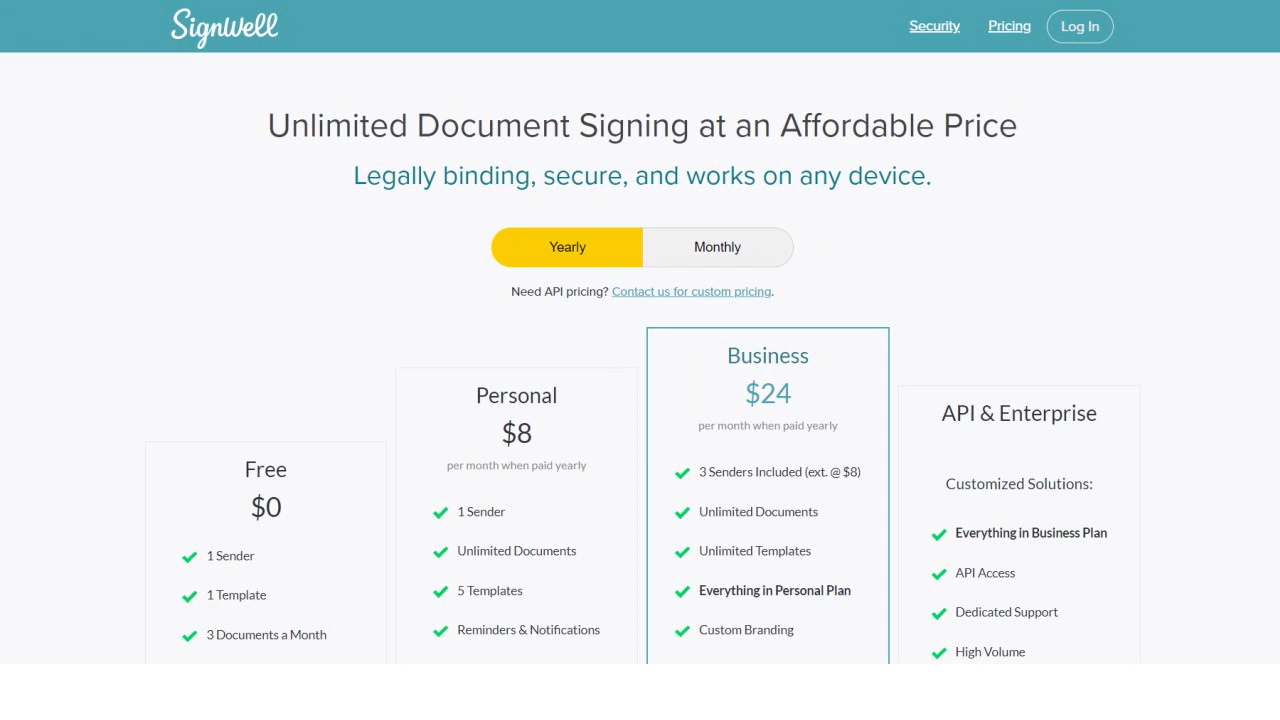 SignWell
Security
Pricing
Log In
Unlimited Document Signing at an Affordable Price
Legally binding, secure, and works on any device.
Yearly
Monthly
Need API pricing? Contact us for custom pricing.
Free
$0
1 Sender
1 Template
3 Documents a Month
Personal
$8
per month when paid yearly
1 Sender
Unlimited Documents
5 Templates
Reminders & Notifications
Business
$24
per month when paid yearly
3 Senders Included (ext. @ $8)
Unlimited Documents
Unlimited Templates
Everything in Personal Plan
Custom Branding
API & Enterprise
Customized Solutions:
Everything in Business Plan
API Access
Dedicated Support
High Volume